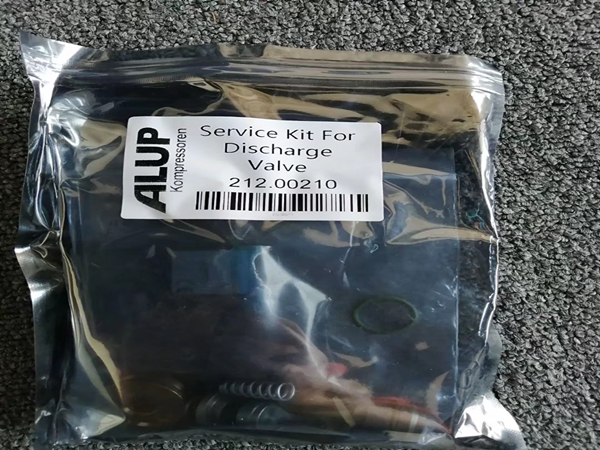 ALUP
Kompressoren
Service Kit For
Discharge
Valve
212.00210